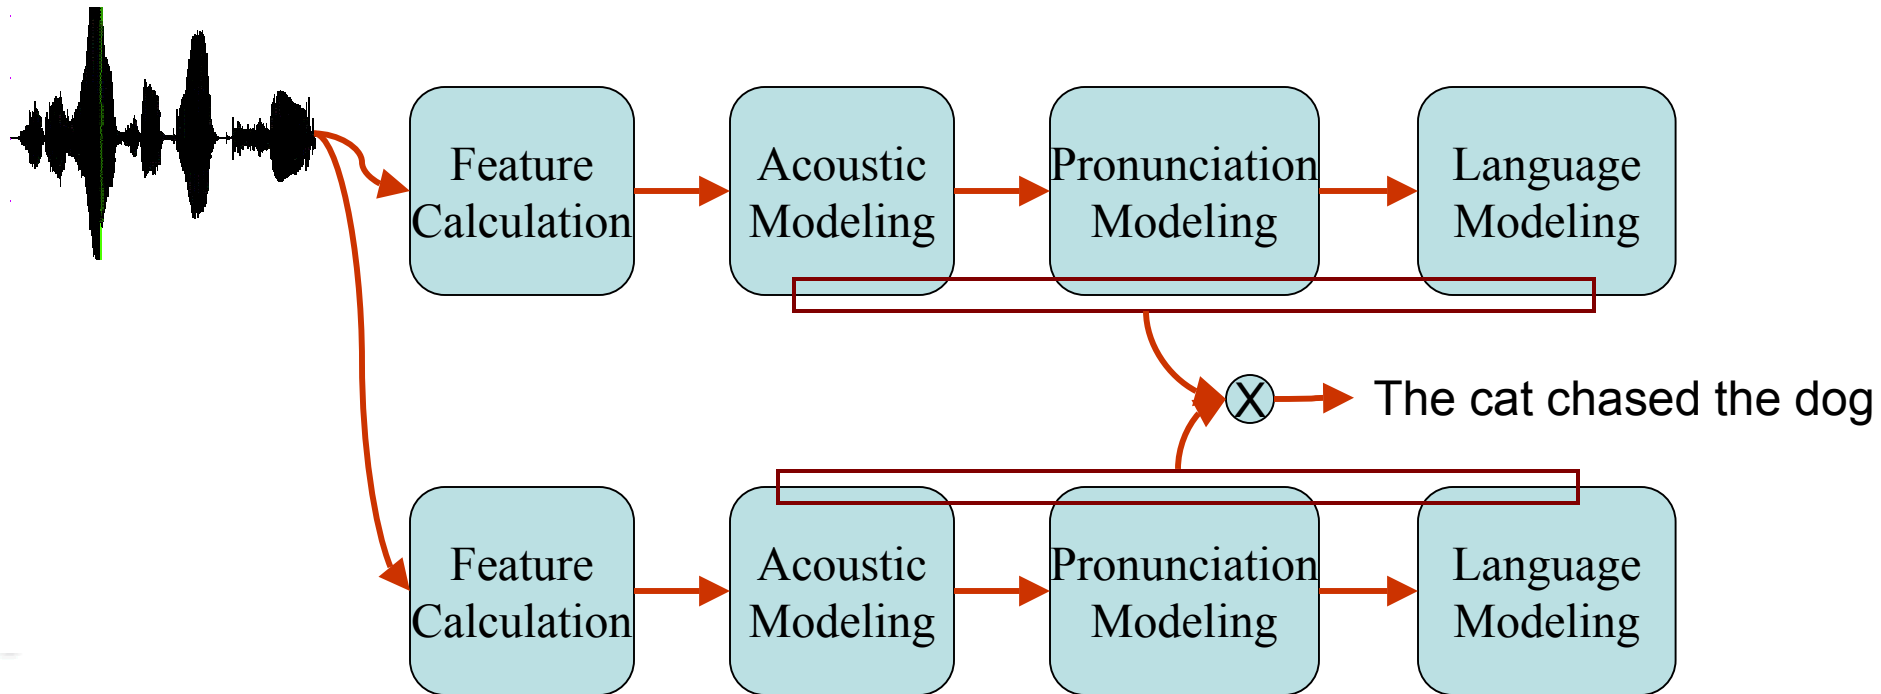 Feature
Calculation
Acoustic
Modeling
Pronunciation
Modeling
Language
Modeling
X
The cat chased the dog
Feature
Calculation
Acoustic
Modeling
Pronunciation
Modeling
Language
Modeling